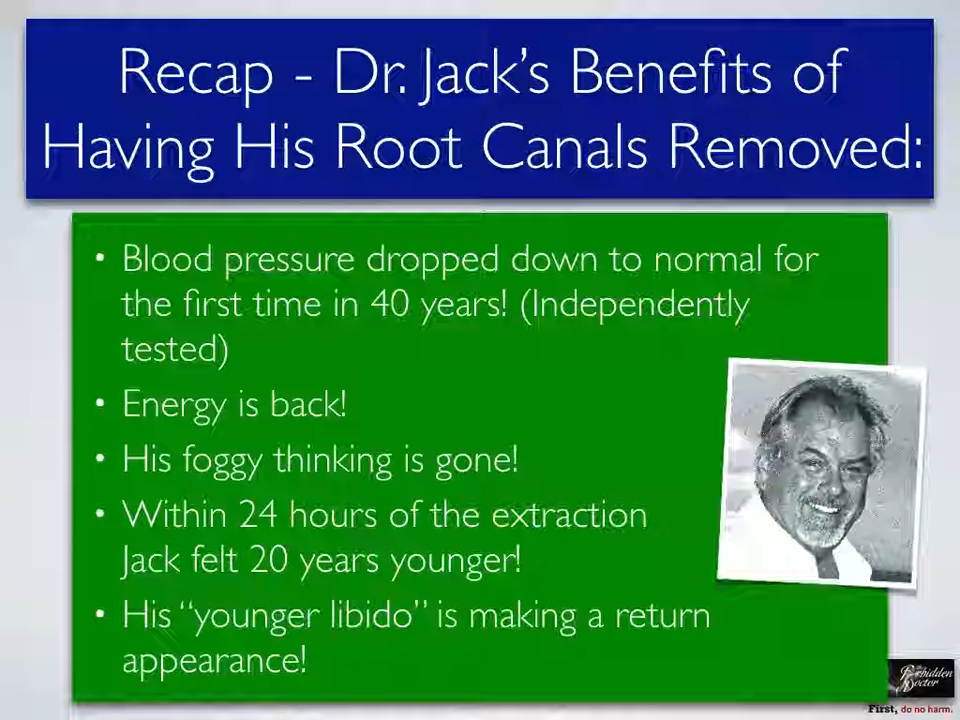 Recap - Dr. Jack's Benefits of
Having His Root Canals Removed:
• Blood pressure dropped down to normal for
the first time in 40 years! (Independently
tested)
• Energy is back!
• His foggy thinking is gone!
• Within 24 hours of the extraction
Jack felt 20 years younger!
• His “younger libido” is making a return
appearance!
Forbidden
Doctor
First, do no harm.